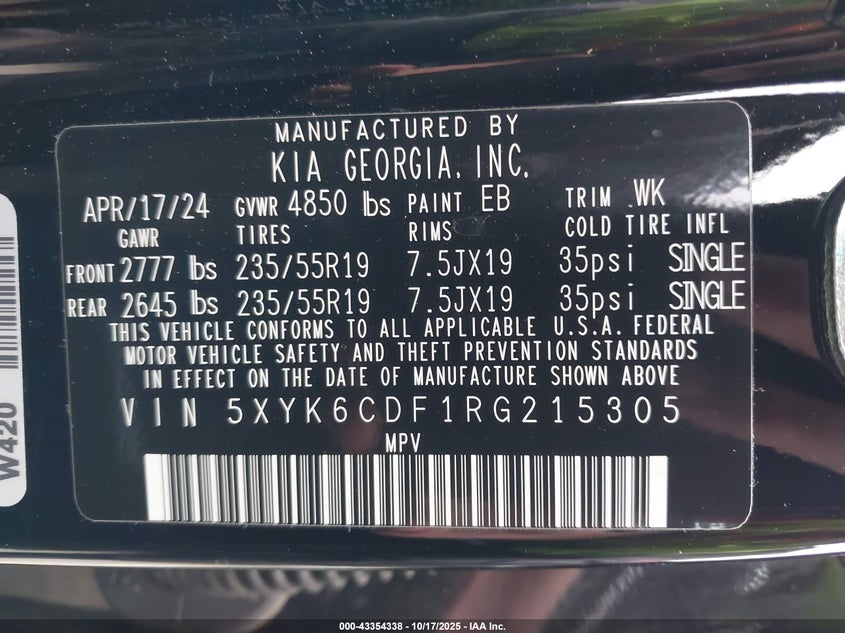 MANUFACTURED BY
KIA GEORGIA, INC.
APR/17/24 GVWR 4850 lbs PAINT EB TRIM WK
GAWR TIRES RIMS COLD TIRE INFL
FRONT 2777 lbs 235/55R19 7.5JX19 35psi SINGLE
REAR 2645 lbs 235/55R19 7.5JX19 35psi SINGLE
THIS VEHICLE CONFORMS TO ALL APPLICABLE U.S.A. FEDERAL
MOTOR VEHICLE SAFETY AND THEFT PREVENTION STANDARDS
IN EFFECT ON THE DATE OF MANUFACTURE SHOWN ABOVE
VIN 5XYK6CDF1RG215305
MPV
W420
000-43354338 - 10/17/2025 - IAA Inc.